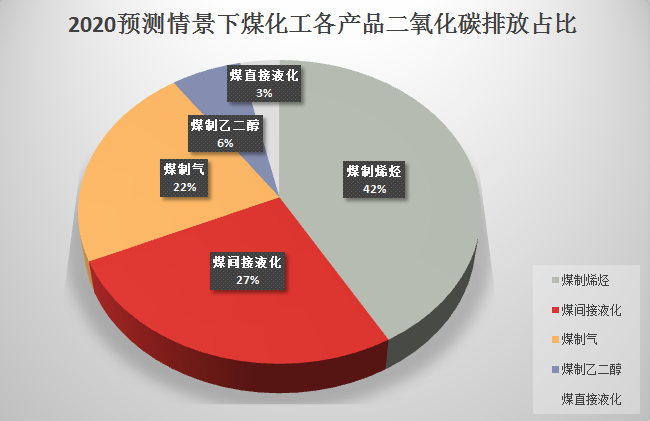 2020预测情景下煤化工各产品二氧化碳排放占比
煤直接液化
3%
煤制乙二醇
6%
煤制气
22%
煤制烯烃
42%
煤间接液化
27%
煤制烯烃
煤间接液化
煤制气
煤制乙二醇
煤直接液化